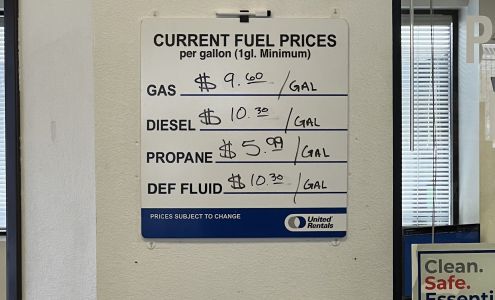 CURRENT FUEL PRICES
per gallon (1gl. Minimum)
GAS $ 9.60 /GAL
DIESEL $ 10.30 /GAL
PROPANE $ 5.99 /GAL
DEF FLUID $ 10.30 /GAL
PRICES SUBJECT TO CHANGE
United
Rentals
P
Clean.
Safe.
Essenti